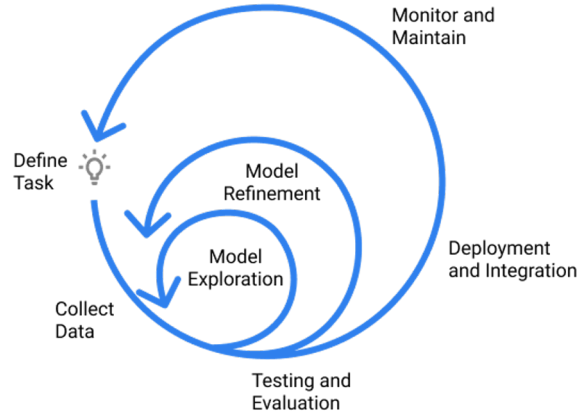 Monitor and
Maintain
Define
Task
Model
Refinement
Model
Exploration
Deployment
and Integration
Collect
Data
Testing and
Evaluation